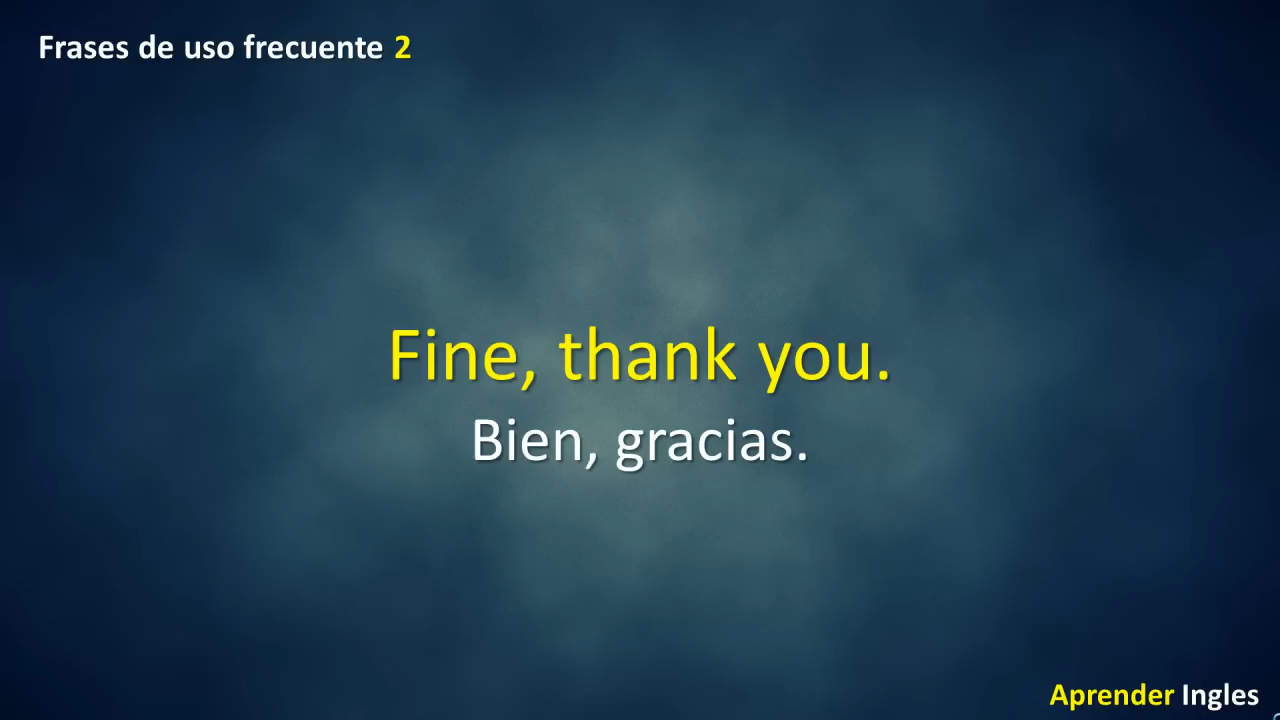 Frases de uso frecuente 2
Fine, thank you.
Bien, gracias.
Aprender Ingles